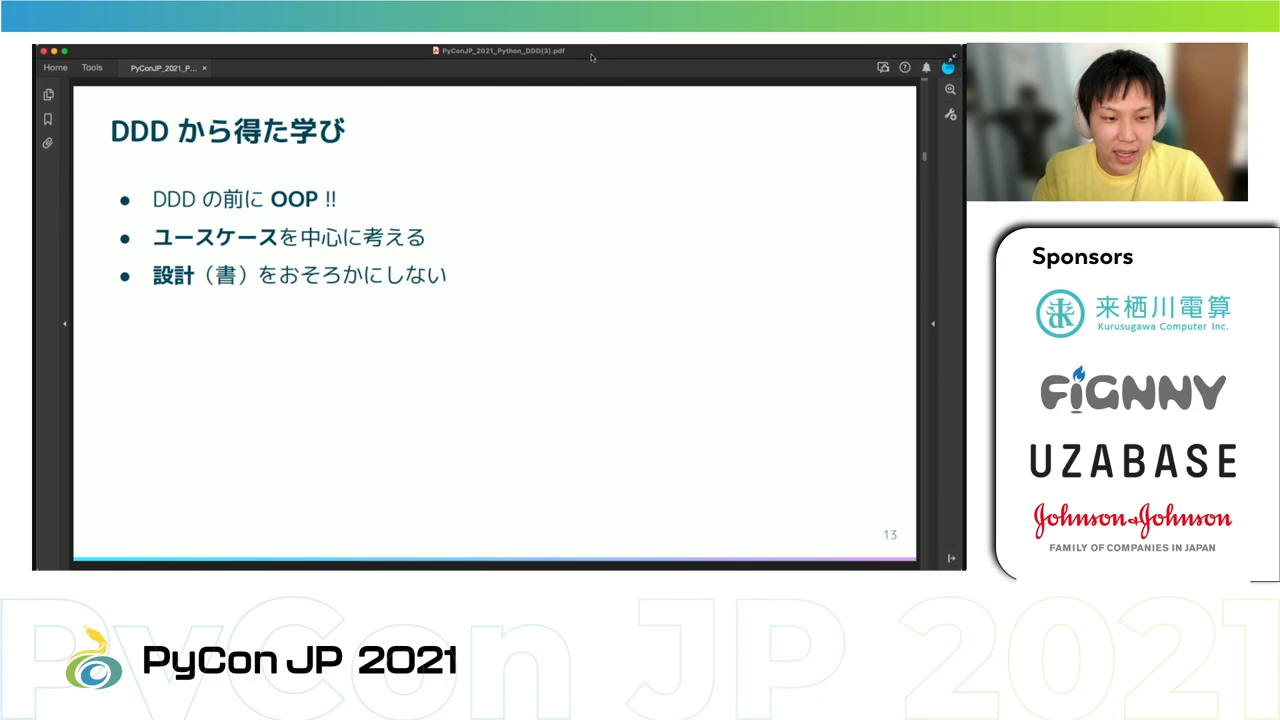 PyConJP_2021_Python_DDD(3).pdf
Home Tools PyConJP_2021_P... ×
DDD から得た学び
● DDD の前に OOP !!
● ユースケースを中心に考える
● 設計（書）をおそろかにしない
13
Sponsors
来栖川電算
Kurusugawa Computer Inc.
FiGNNY
UZABASE
Johnson & Johnson
FAMILY OF COMPANIES IN JAPAN
PyCon JP 2021
PyCon JP 2021